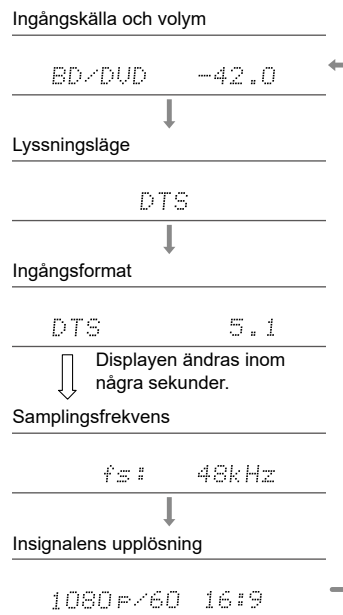 Ingångskälla och volym
BD/DVD -42.0
Lyssningsläge
DTS
Ingångsformat
DTS 5.1
Displayen ändras inom
några sekunder.
Samplingsfrekvens
fs: 48kHz
Insignalens upplösning
1080p/60 16:9